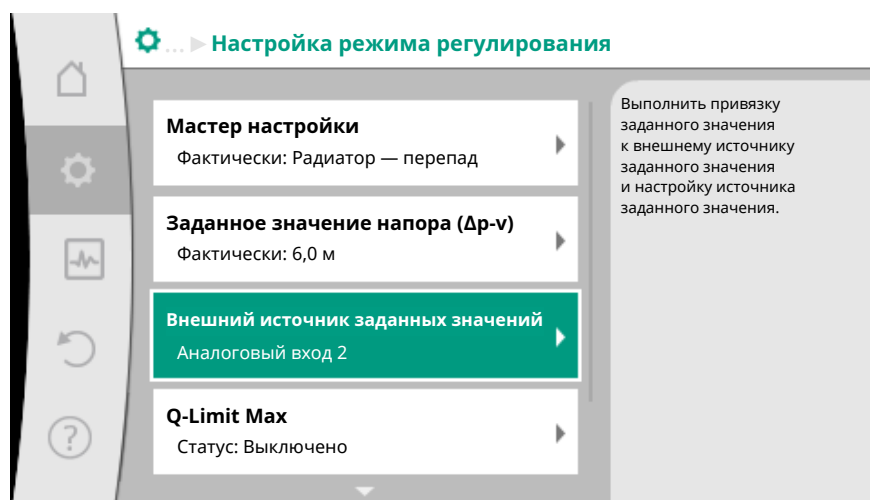 ... Настройка режима регулирования
Мастер настройки
Фактически: Радиатор — перепад
Заданное значение напора (Δp-v)
Фактически: 6,0 м
Внешний источник заданных значений
Аналоговый вход 2
Q-Limit Max
Статус: Выключено
Выполнить привязку
заданного значения
к внешнему источнику
заданного значения
и настройку источника
заданного значения.
?